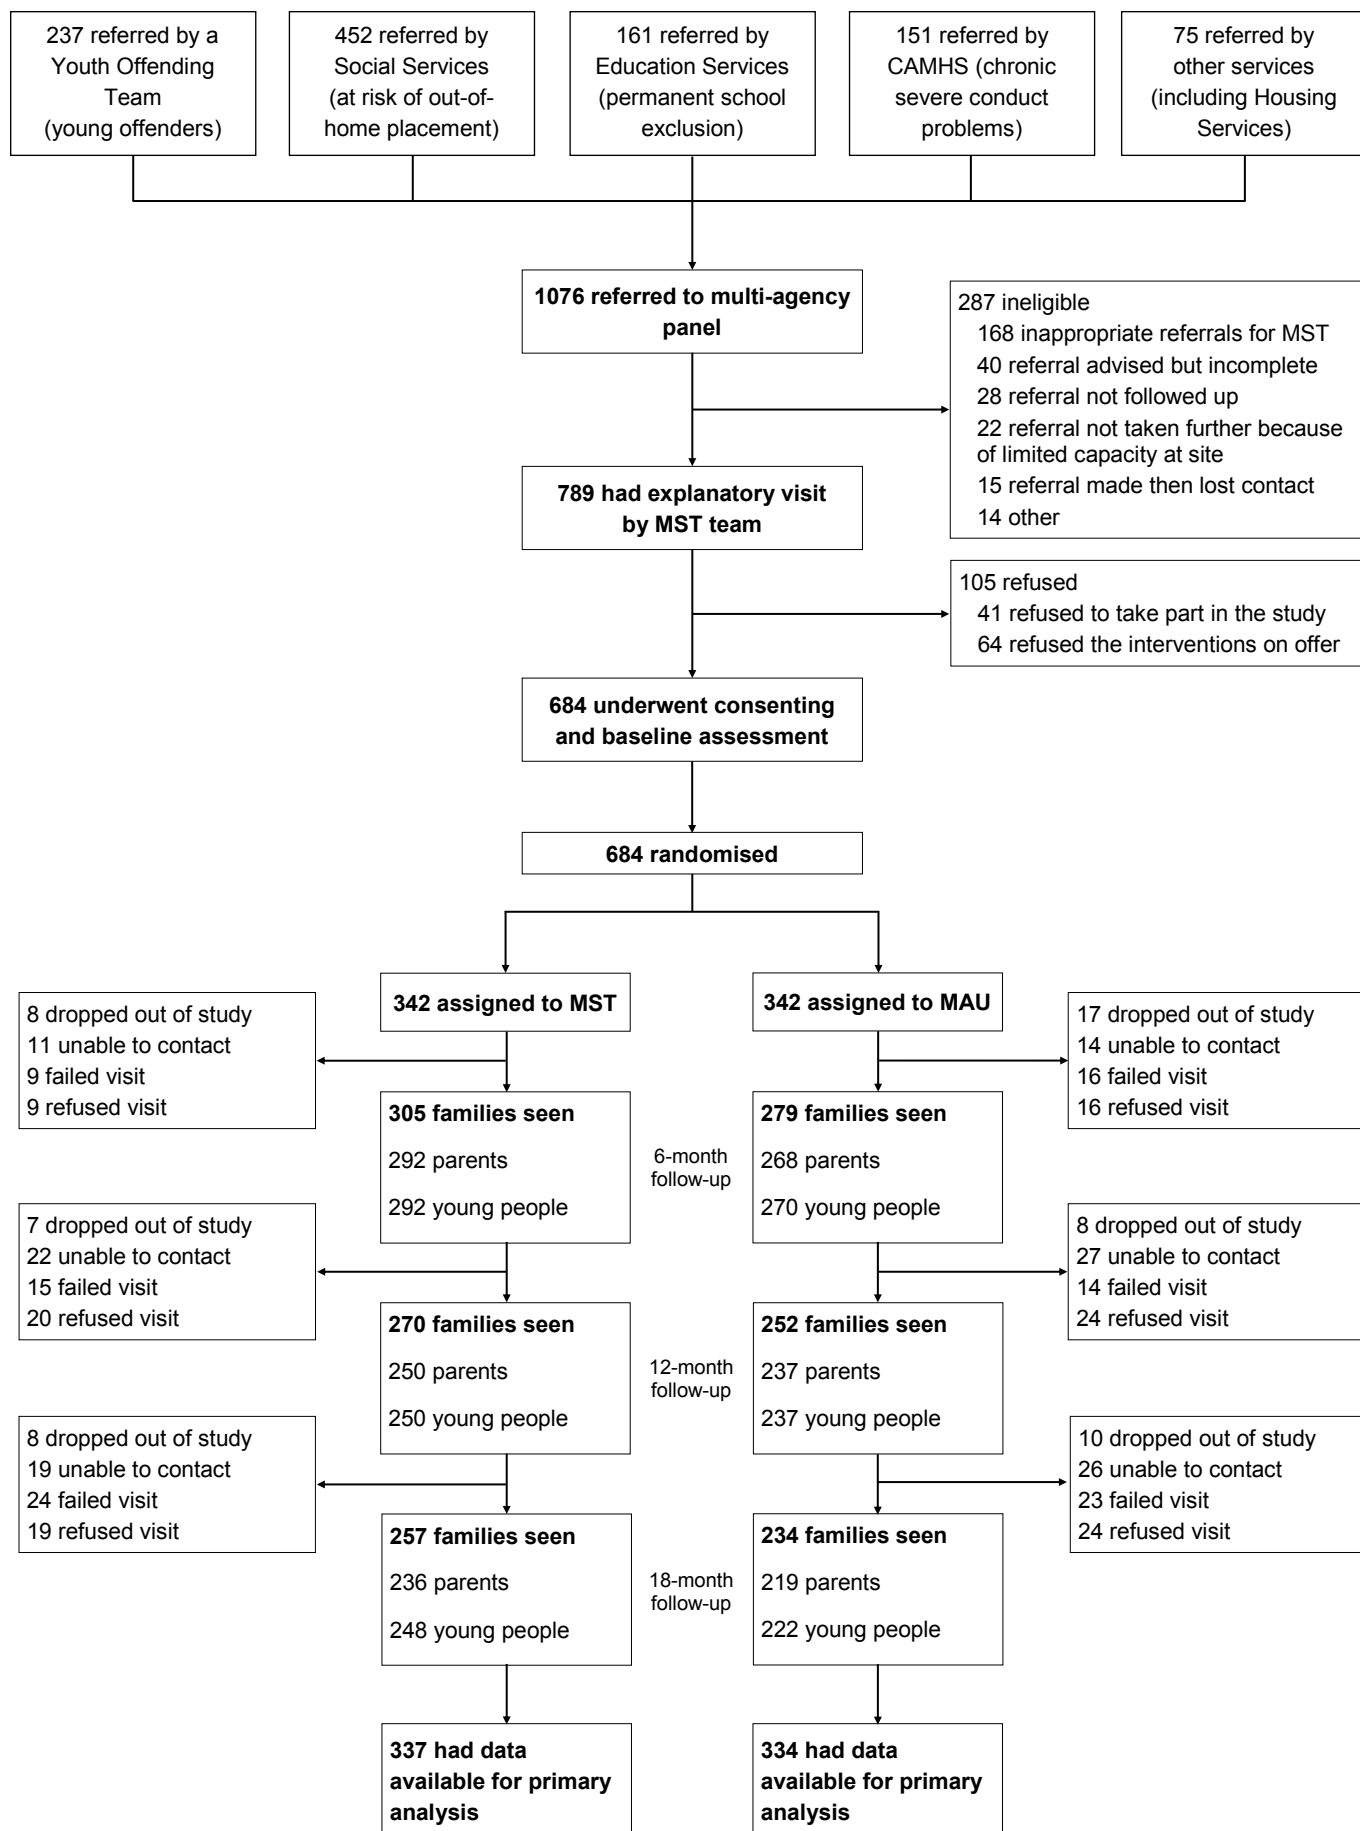 237 referred by a
Youth Offending
Team
(young offenders)
452 referred by
Social Services
(at risk of out-of-
home placement)
161 referred by
Education Services
(permanent school
exclusion)
151 referred by
CAMHS (chronic
severe conduct
problems)
75 referred by
other services
(including Housing
Services)
1076 referred to multi-agency
panel
287 ineligible
168 inappropriate referrals for MST
40 referral advised but incomplete
28 referral not followed up
22 referral not taken further because
of limited capacity at site
15 referral made then lost contact
14 other
789 had explanatory visit
by MST team
105 refused
41 refused to take part in the study
64 refused the interventions on offer
684 underwent consenting
and baseline assessment
684 randomised
342 assigned to MST
342 assigned to MAU
8 dropped out of study
11 unable to contact
9 failed visit
9 refused visit
17 dropped out of study
14 unable to contact
16 failed visit
16 refused visit
305 families seen
292 parents
292 young people
6-month
follow-up
279 families seen
268 parents
270 young people
7 dropped out of study
22 unable to contact
15 failed visit
20 refused visit
8 dropped out of study
27 unable to contact
14 failed visit
24 refused visit
270 families seen
250 parents
250 young people
12-month
follow-up
252 families seen
237 parents
237 young people
8 dropped out of study
19 unable to contact
24 failed visit
19 refused visit
10 dropped out of study
26 unable to contact
23 failed visit
24 refused visit
257 families seen
236 parents
248 young people
18-month
follow-up
234 families seen
219 parents
222 young people
337 had data
available for primary
analysis
334 had data
available for primary
analysis